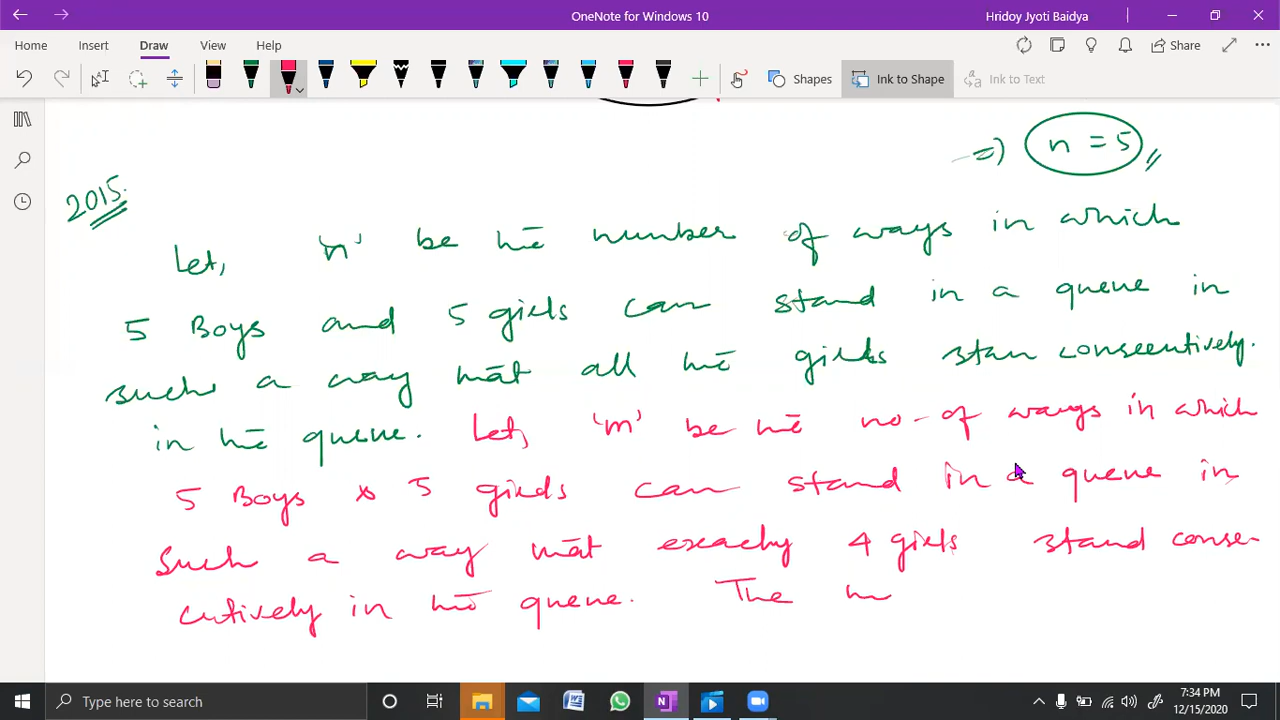 OneNote for Windows 10
Hridoy Jyoti Baidya
Home Insert Draw View Help
Share
Shapes
Ink to Shape
Ink to Text
n = 5
2015.
Let, 'n' be the number of ways in which
5 Boys and 5 girls can stand in a queue in
such a way that all the girls stan consecutively.
in the queue. Let, 'm' be the no of ways in which
5 Boys & 5 girls can stand in a queue in
Such a way that exactly 4 girls stand conse-
cutively in the queue. The
Type here to search
7:34 PM
12/15/2020